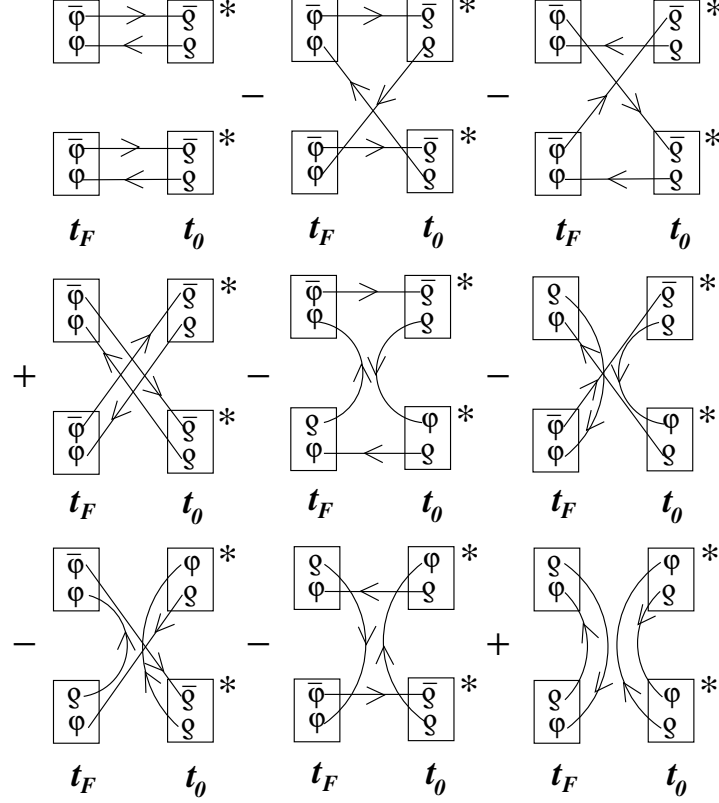 φ̄ ϱ̄ * φ̄ ϱ̄ * φ̄ ϱ̄ *
φ ϱ φ ϱ φ ϱ
− −
φ̄ ϱ̄ * φ̄ ϱ̄ * φ̄ ϱ̄ *
φ ϱ φ ϱ φ ϱ
t_F t_0 t_F t_0 t_F t_0
φ̄ ϱ̄ * φ̄ ϱ̄ * ϱ ϱ̄ *
φ ϱ φ ϱ φ ϱ
+ − −
φ̄ ϱ̄ * ϱ φ * φ̄ φ *
φ ϱ φ ϱ φ ϱ
t_F t_0 t_F t_0 t_F t_0
φ̄ φ * ϱ φ * ϱ φ *
φ ϱ φ ϱ φ ϱ
− − +
ϱ ϱ̄ * φ̄ ϱ̄ * ϱ φ *
φ ϱ φ ϱ φ ϱ
t_F t_0 t_F t_0 t_F t_0